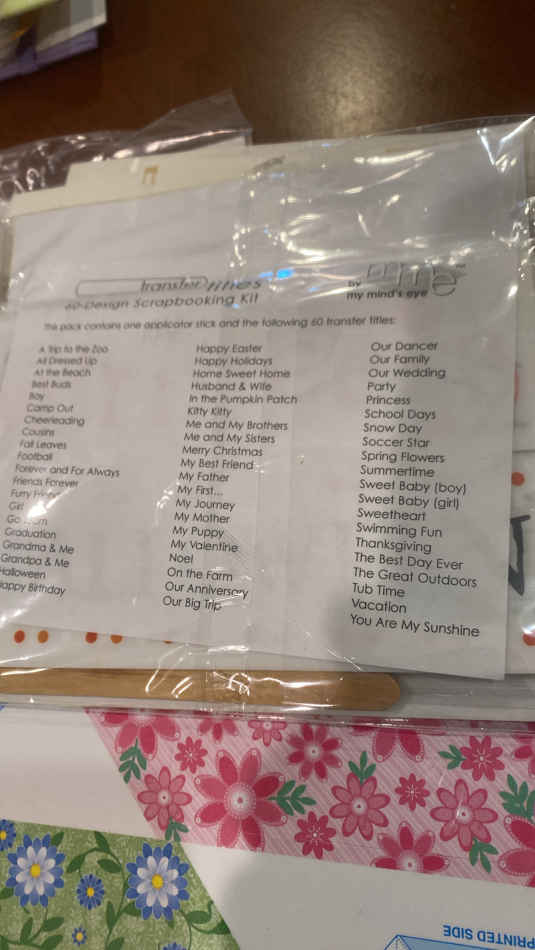 transfer titles
60-Design Scrapbooking Kit
by
me
my mind's eye
This pack contains one applicator stick and the following 60 transfer titles:
A Trip to the Zoo
All Dressed Up
At the Beach
Best Buds
Boy
Camp Out
Cheerleading
Cousins
Fall Leaves
Football
Forever and For Always
Friends Forever
Furry Friend
Girl
Go Team
Graduation
Grandma & Me
Grandpa & Me
Halloween
Happy Birthday
Happy Easter
Happy Holidays
Home Sweet Home
Husband & Wife
In the Pumpkin Patch
Kitty Kitty
Me and My Brothers
Me and My Sisters
Merry Christmas
My Best Friend
My Father
My First...
My Journey
My Mother
My Puppy
My Valentine
Noel
On the Farm
Our Anniversary
Our Big Trip
Our Dancer
Our Family
Our Wedding
Party
Princess
School Days
Snow Day
Soccer Star
Spring Flowers
Summertime
Sweet Baby (boy)
Sweet Baby (girl)
Sweetheart
Swimming Fun
Thanksgiving
The Best Day Ever
The Great Outdoors
Tub Time
Vacation
You Are My Sunshine
PRINTED SIDE